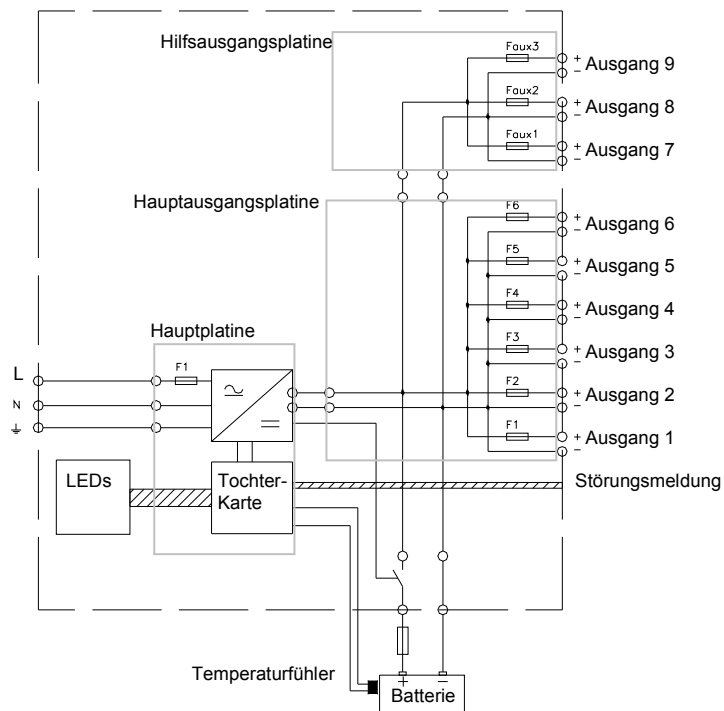 Hilfsausgangsplatine
Faux3
+ Ausgang 9
–
Faux2
+ Ausgang 8
–
Faux1
+ Ausgang 7
–
Hauptausgangsplatine
F6
+ Ausgang 6
–
F5
+ Ausgang 5
–
F4
+ Ausgang 4
–
F3
+ Ausgang 3
–
Hauptplatine
F1
L
F2
+ Ausgang 2
–
N
F1
+ Ausgang 1
–
LEDs
Tochter-
Karte
Störungsmeldung
Temperaturfühler
+ –
Batterie